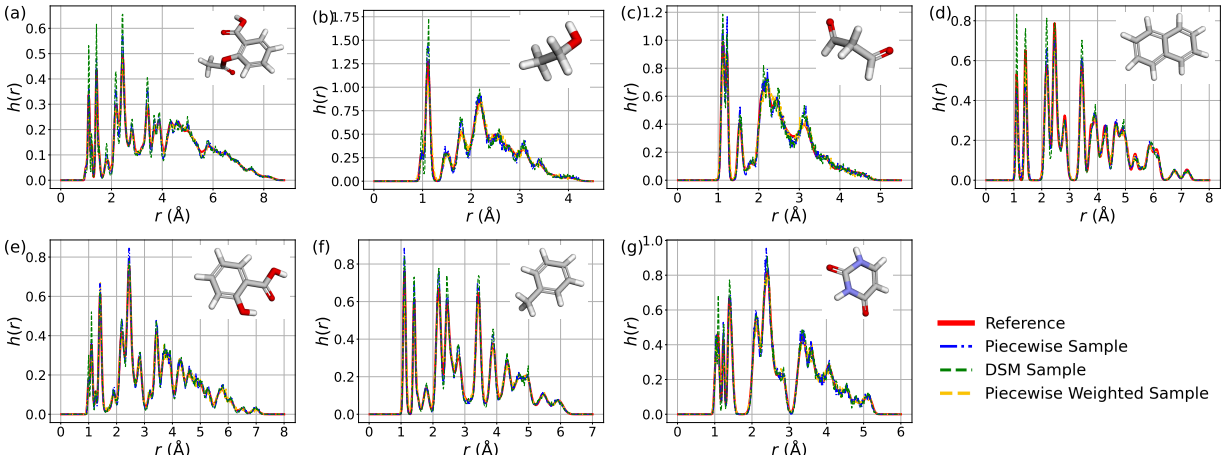 (a)
0.6
0.5
0.4
0.3
0.2
0.1
0.0
h(r)
0 2 4 6 8
r (Å)
(b)
1.75
1.50
1.25
1.00
0.75
0.50
0.25
0.00
h(r)
0 1 2 3 4
r (Å)
(c)
1.2
1.0
0.8
0.6
0.4
0.2
0.0
h(r)
0 1 2 3 4 5
r (Å)
(d)
0.8
0.6
0.4
0.2
0.0
h(r)
0 1 2 3 4 5 6 7 8
r (Å)
(e)
0.8
0.6
0.4
0.2
0.0
h(r)
0 1 2 3 4 5 6 7 8
r (Å)
(f)
0.8
0.6
0.4
0.2
0.0
h(r)
0 1 2 3 4 5 6 7
r (Å)
(g)
1.0
0.8
0.6
0.4
0.2
0.0
h(r)
0 1 2 3 4 5 6
r (Å)
Reference
Piecewise Sample
DSM Sample
Piecewise Weighted Sample